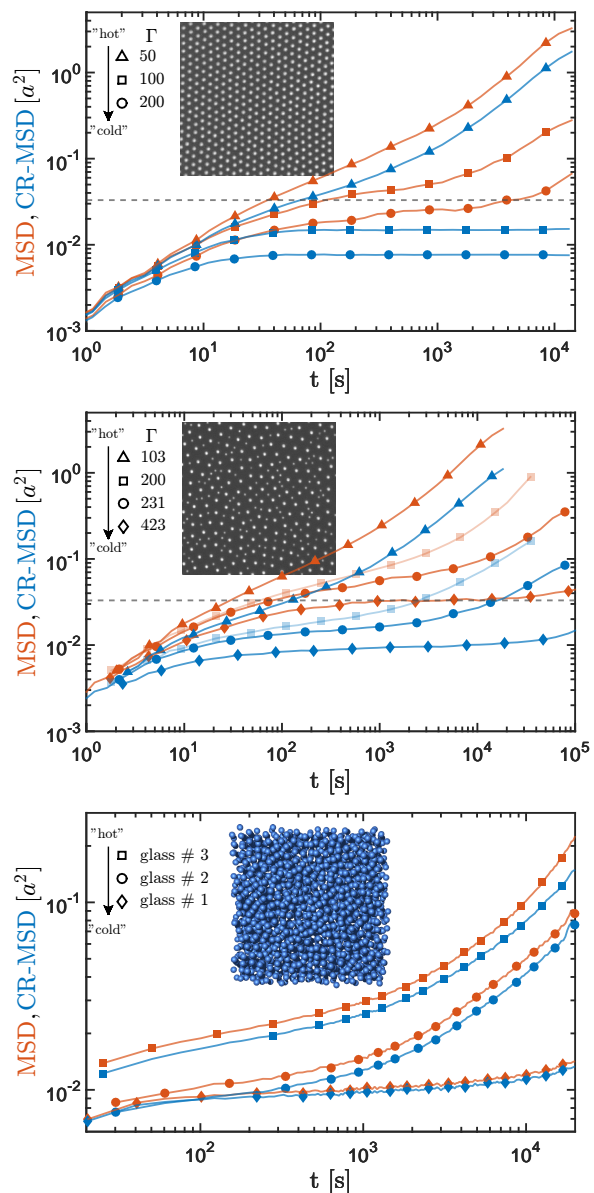 "hot" Γ
50
100
200
"cold"
MSD, CR-MSD [a²]
10⁰
10⁻¹
10⁻²
10⁻³
10⁰ 10¹ 10² 10³ 10⁴
t [s]
"hot" Γ
103
200
231
423
"cold"
MSD, CR-MSD [a²]
10⁰
10⁻¹
10⁻²
10⁻³
10⁰ 10¹ 10² 10³ 10⁴ 10⁵
t [s]
"hot"
glass # 3
glass # 2
glass # 1
"cold"
MSD, CR-MSD [a²]
10⁻¹
10⁻²
10² 10³ 10⁴
t [s]